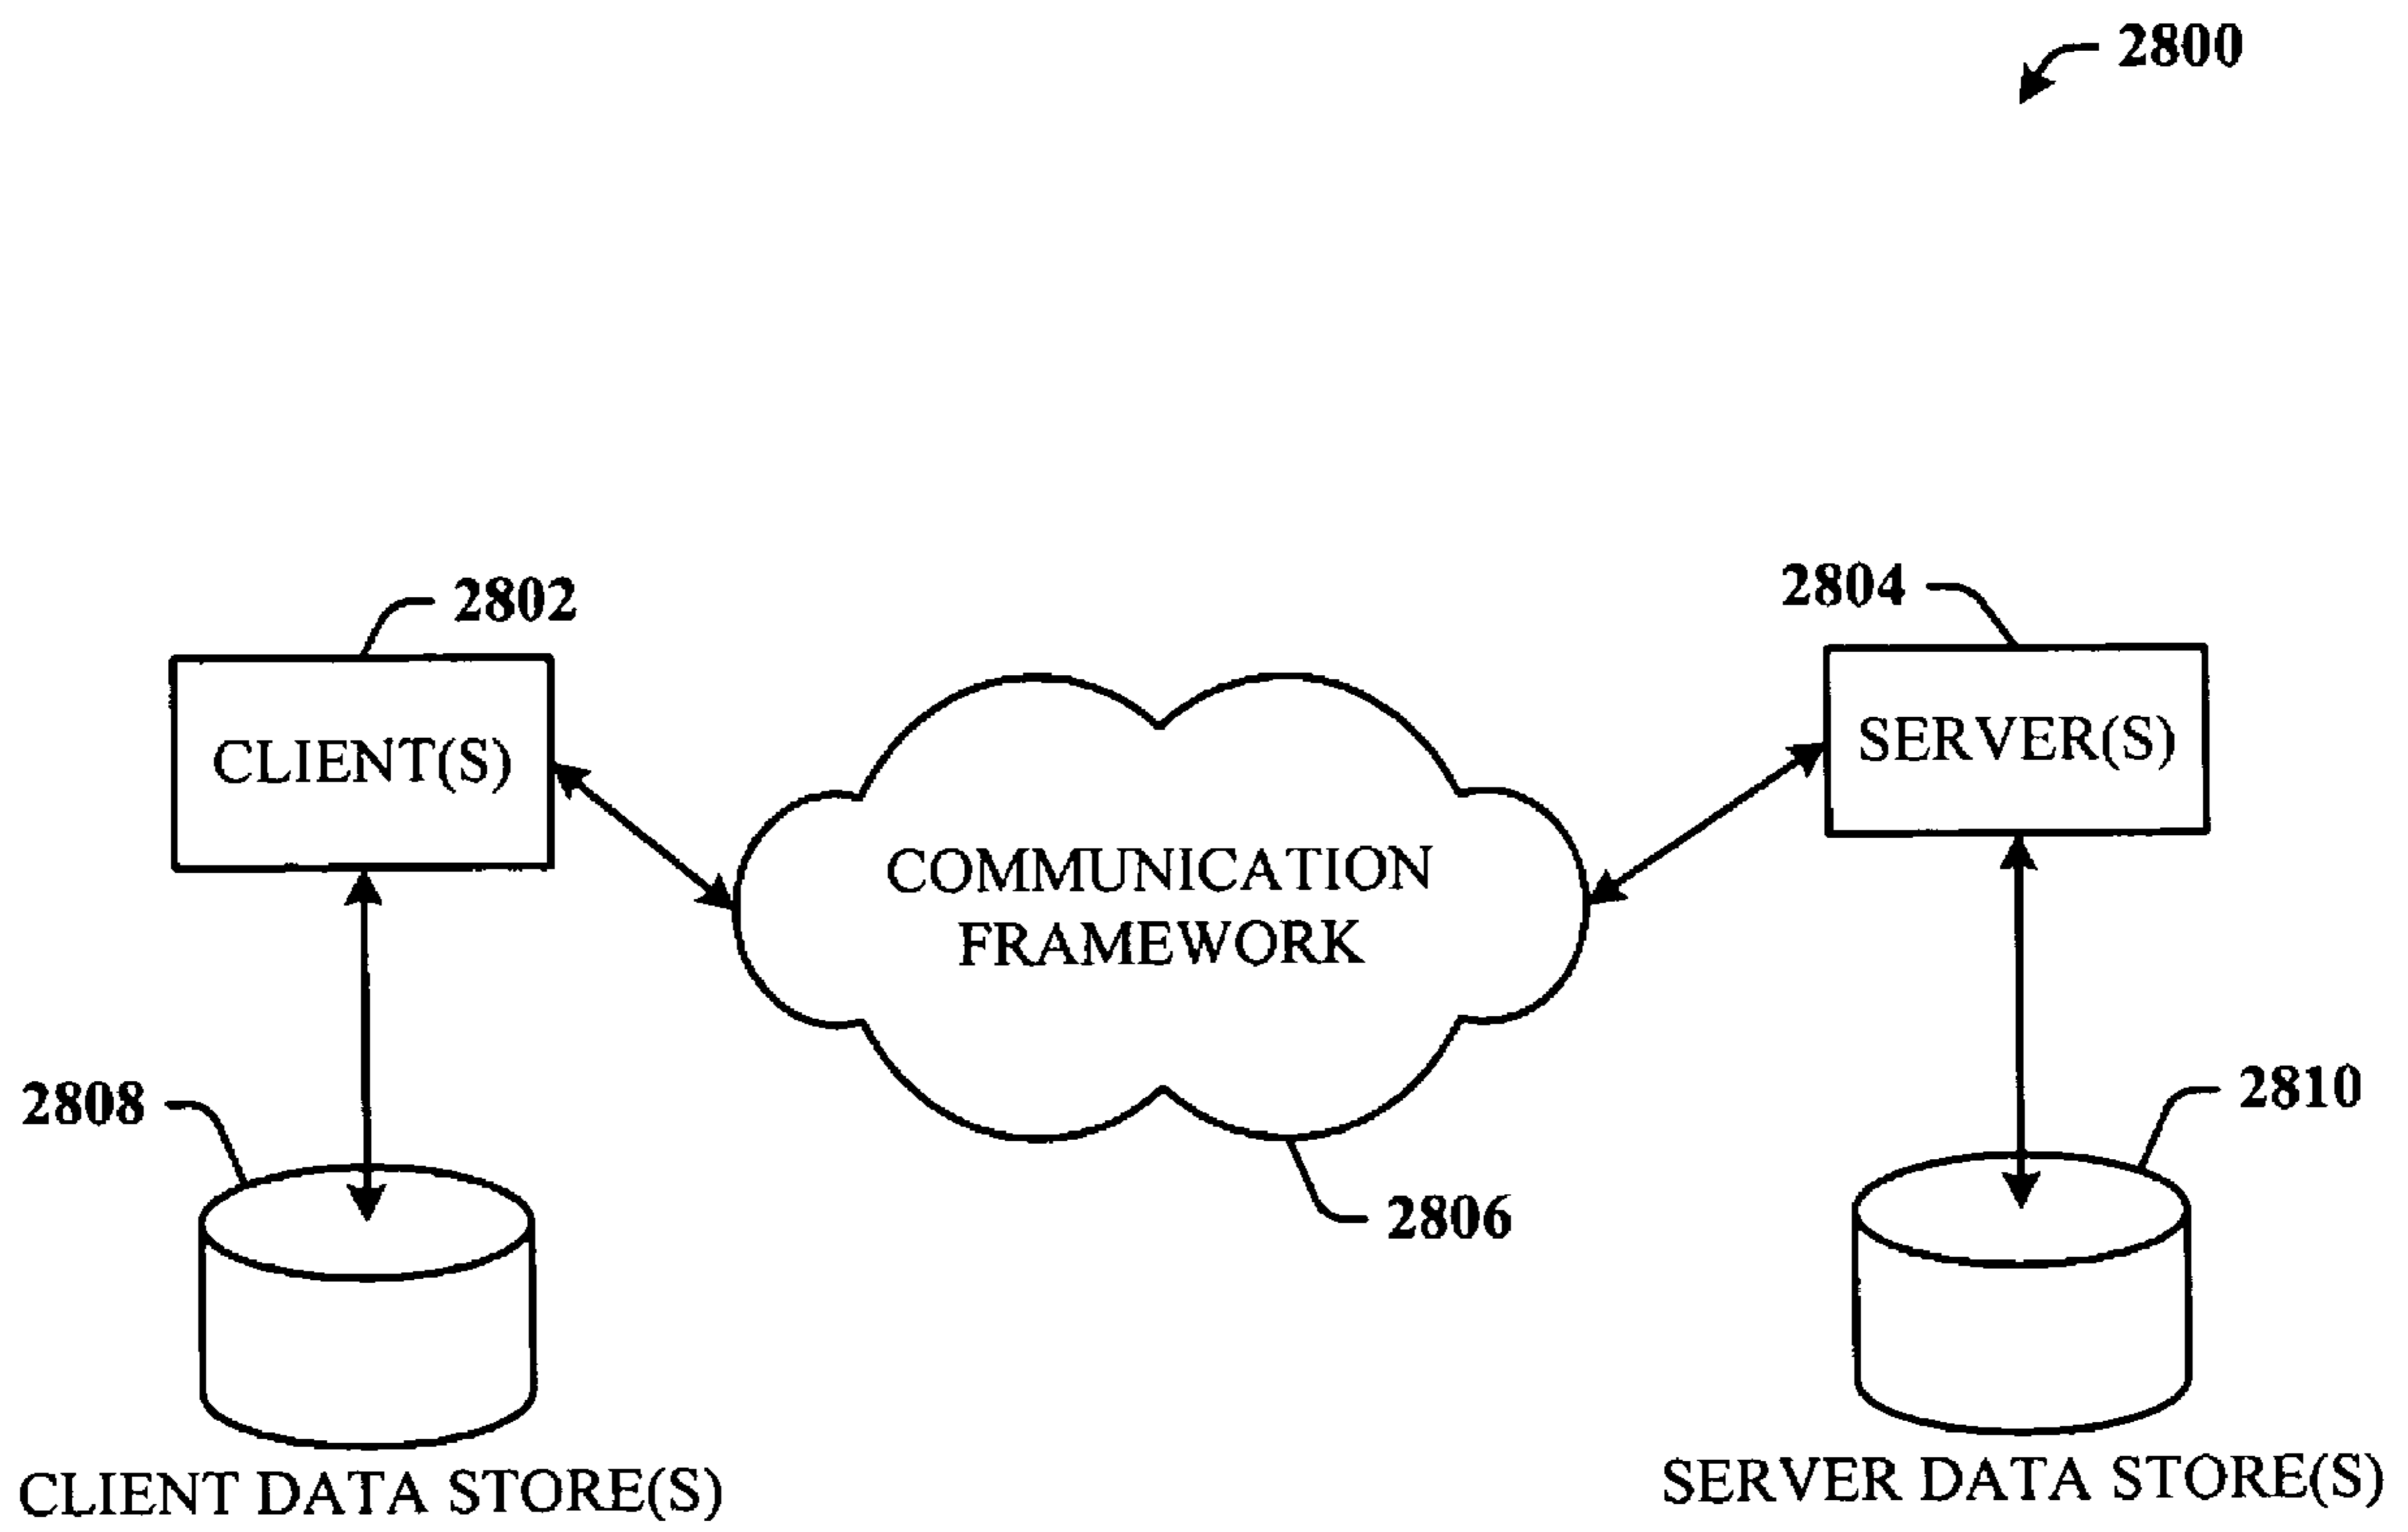 2800
2802
2804
CLIENT(S)
SERVER(S)
COMMUNICATION
FRAMEWORK
2808
2810
2806
CLIENT DATA STORE(S)
SERVER DATA STORE(S)